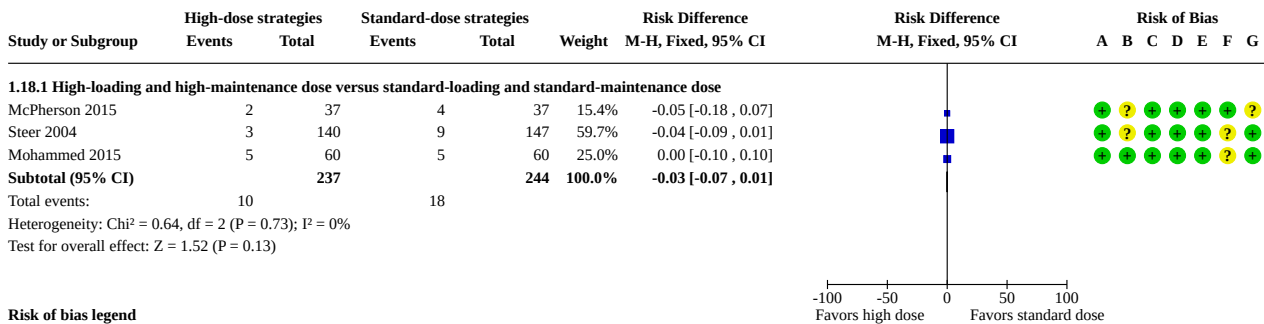 High-dose strategies Standard-dose strategies Risk Difference Risk Difference Risk of Bias
Study or Subgroup Events Total Events Total Weight M-H, Fixed, 95% CI M-H, Fixed, 95% CI A B C D E F G
1.18.1 High-loading and high-maintenance dose versus standard-loading and standard-maintenance dose
McPherson 2015 2 37 4 37 15.4% -0.05 [-0.18 , 0.07] + ? + + + + ?
Steer 2004 3 140 9 147 59.7% -0.04 [-0.09 , 0.01] + ? + + + ? +
Mohammed 2015 5 60 5 60 25.0% 0.00 [-0.10 , 0.10] + + + + + ? +
Subtotal (95% CI) 237 244 100.0% -0.03 [-0.07 , 0.01]
Total events: 10 18
Heterogeneity: Chi² = 0.64, df = 2 (P = 0.73); I² = 0%
Test for overall effect: Z = 1.52 (P = 0.13)
-100 -50 0 50 100
Favors high dose Favors standard dose
Risk of bias legend